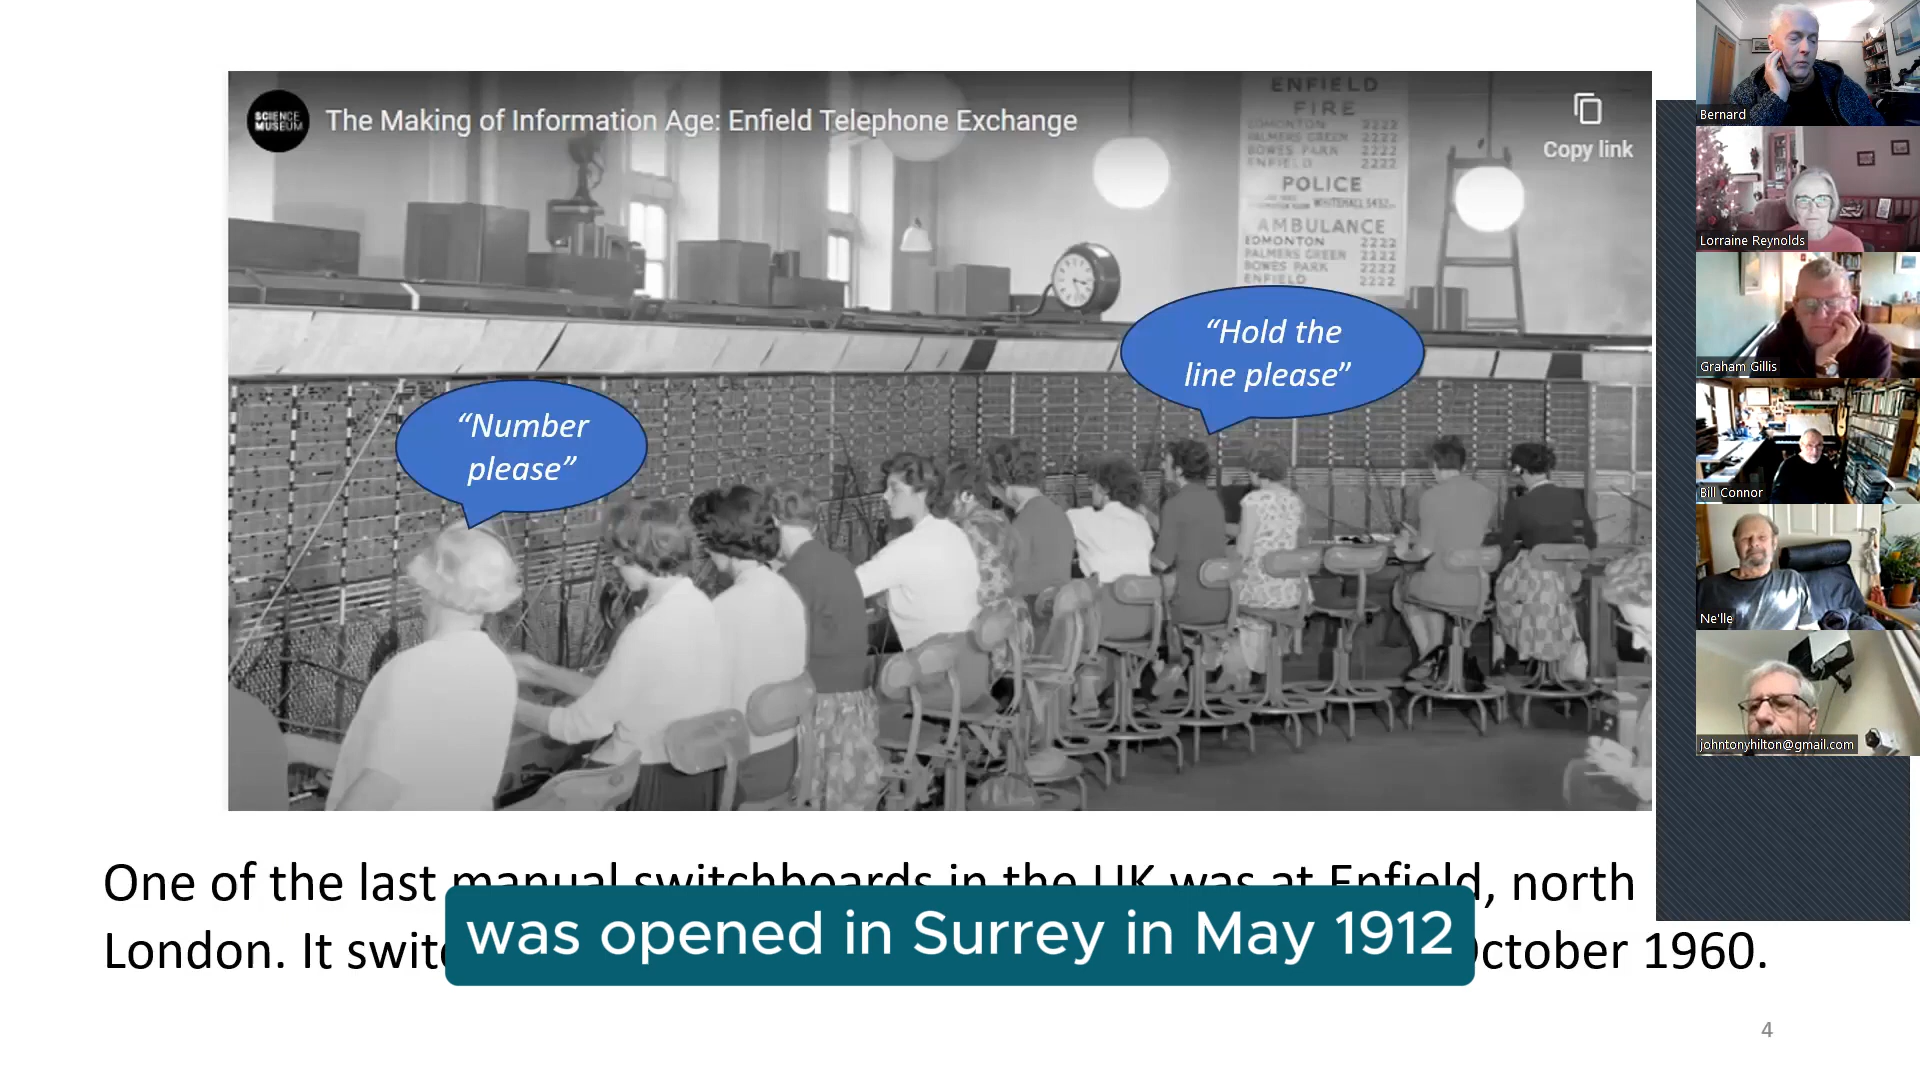 SCIENCE
MUSEUM
The Making of Information Age: Enfield Telephone Exchange
Copy link
ENFIELD
FIRE
EDMONTON 2222
PALMERS GREEN 2222
BOWES PARK 2222
ENFIELD 2222
POLICE
WHITEHALL
AMBULANCE
EDMONTON 2222
PALMERS GREEN 2222
BOWES PARK 2222
ENFIELD 2222
“Hold the
line please”
“Number
please”
One of the last manual switchboards in the UK was at Enfield, north
London. It October 1960.
was opened in Surrey in May 1912
4
Bernard
Lorraine Reynolds
Graham Gillis
Bill Connor
Ne'lle
johntonyhilton@gmail.com